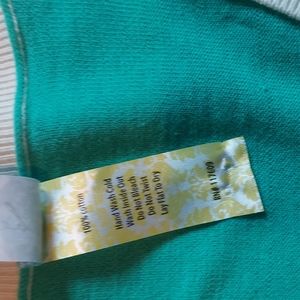 100% cotton
Hand Wash Cold
Wash Inside Out
Do Not Bleach
Do Not Twist
Lay Flat To Dry
RN# 117609